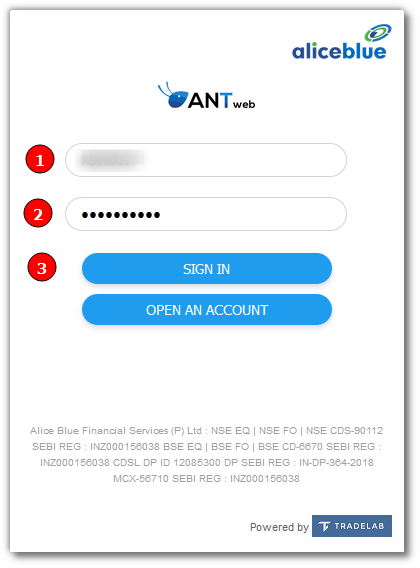 aliceblue
ANT web
1
2
••••••••••
3
SIGN IN
OPEN AN ACCOUNT
Alice Blue Financial Services (P) Ltd : NSE EQ | NSE FO | NSE CDS-90112
SEBI REG : INZ000156038 BSE EQ | BSE FO | BSE CD-6670 SEBI REG :
INZ000156038 CDSL DP ID 12085300 DP SEBI REG : IN-DP-364-2018
MCX-56710 SEBI REG : INZ000156038
Powered by TRADELAB